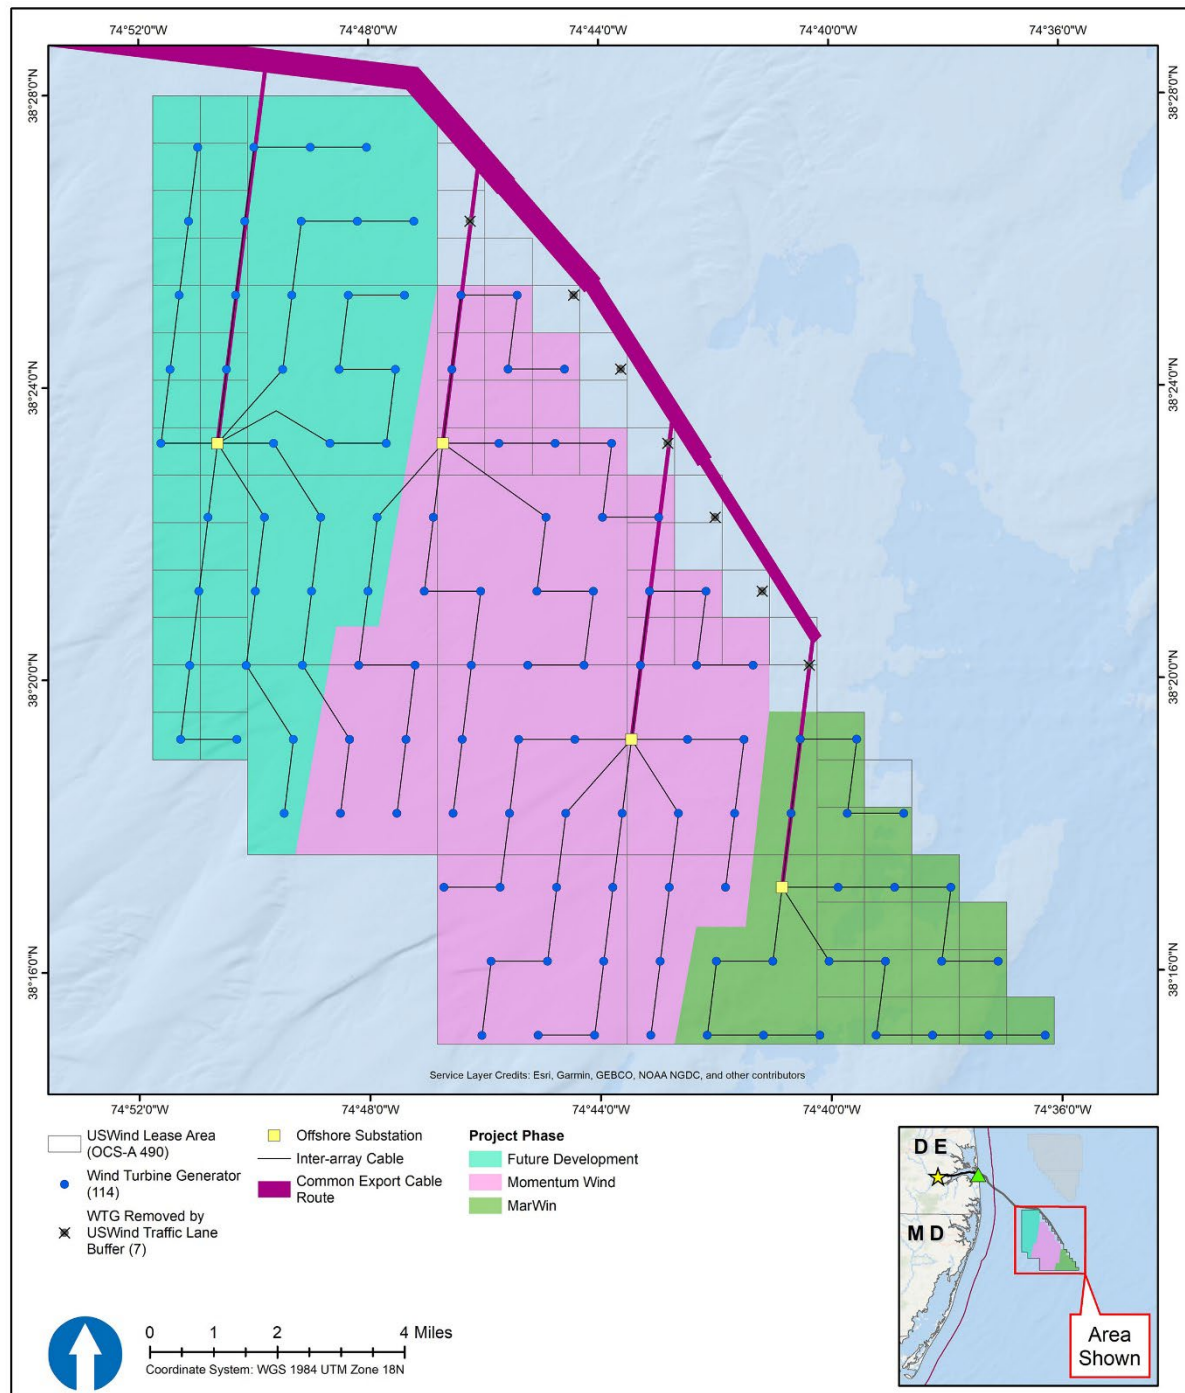 74°52'0"W 74°48'0"W 74°44'0"W 74°40'0"W 74°36'0"W
38°28'0"N 38°28'0"N
38°24'0"N 38°24'0"N
38°20'0"N 38°20'0"N
38°16'0"N 38°16'0"N
Service Layer Credits: Esri, Garmin, GEBCO, NOAA NGDC, and other contributors
74°52'0"W 74°48'0"W 74°44'0"W 74°40'0"W 74°36'0"W
USWind Lease Area
(OCS-A 490)
Wind Turbine Generator
(114)
WTG Removed by
USWind Traffic Lane
Buffer (7)
Offshore Substation
Inter-array Cable
Common Export Cable
Route
Project Phase
Future Development
Momentum Wind
MarWin
0 1 2 4 Miles
Coordinate System: WGS 1984 UTM Zone 18N
D E
M D
Area
Shown